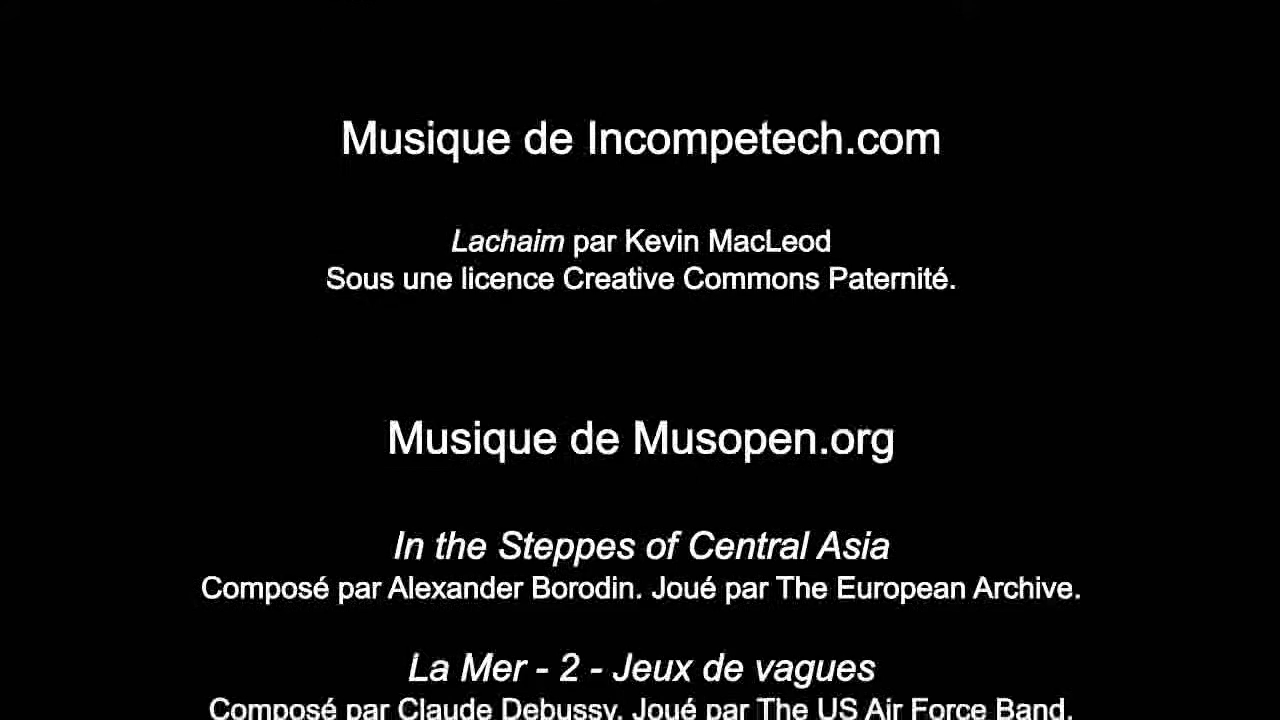 Musique de Incompetech.com
Lachaim par Kevin MacLeod
Sous une licence Creative Commons Paternité.
Musique de Musopen.org
In the Steppes of Central Asia
Composé par Alexander Borodin. Joué par The European Archive.
La Mer - 2 - Jeux de vagues
Composé par Claude Debussy. Joué par The US Air Force Band.